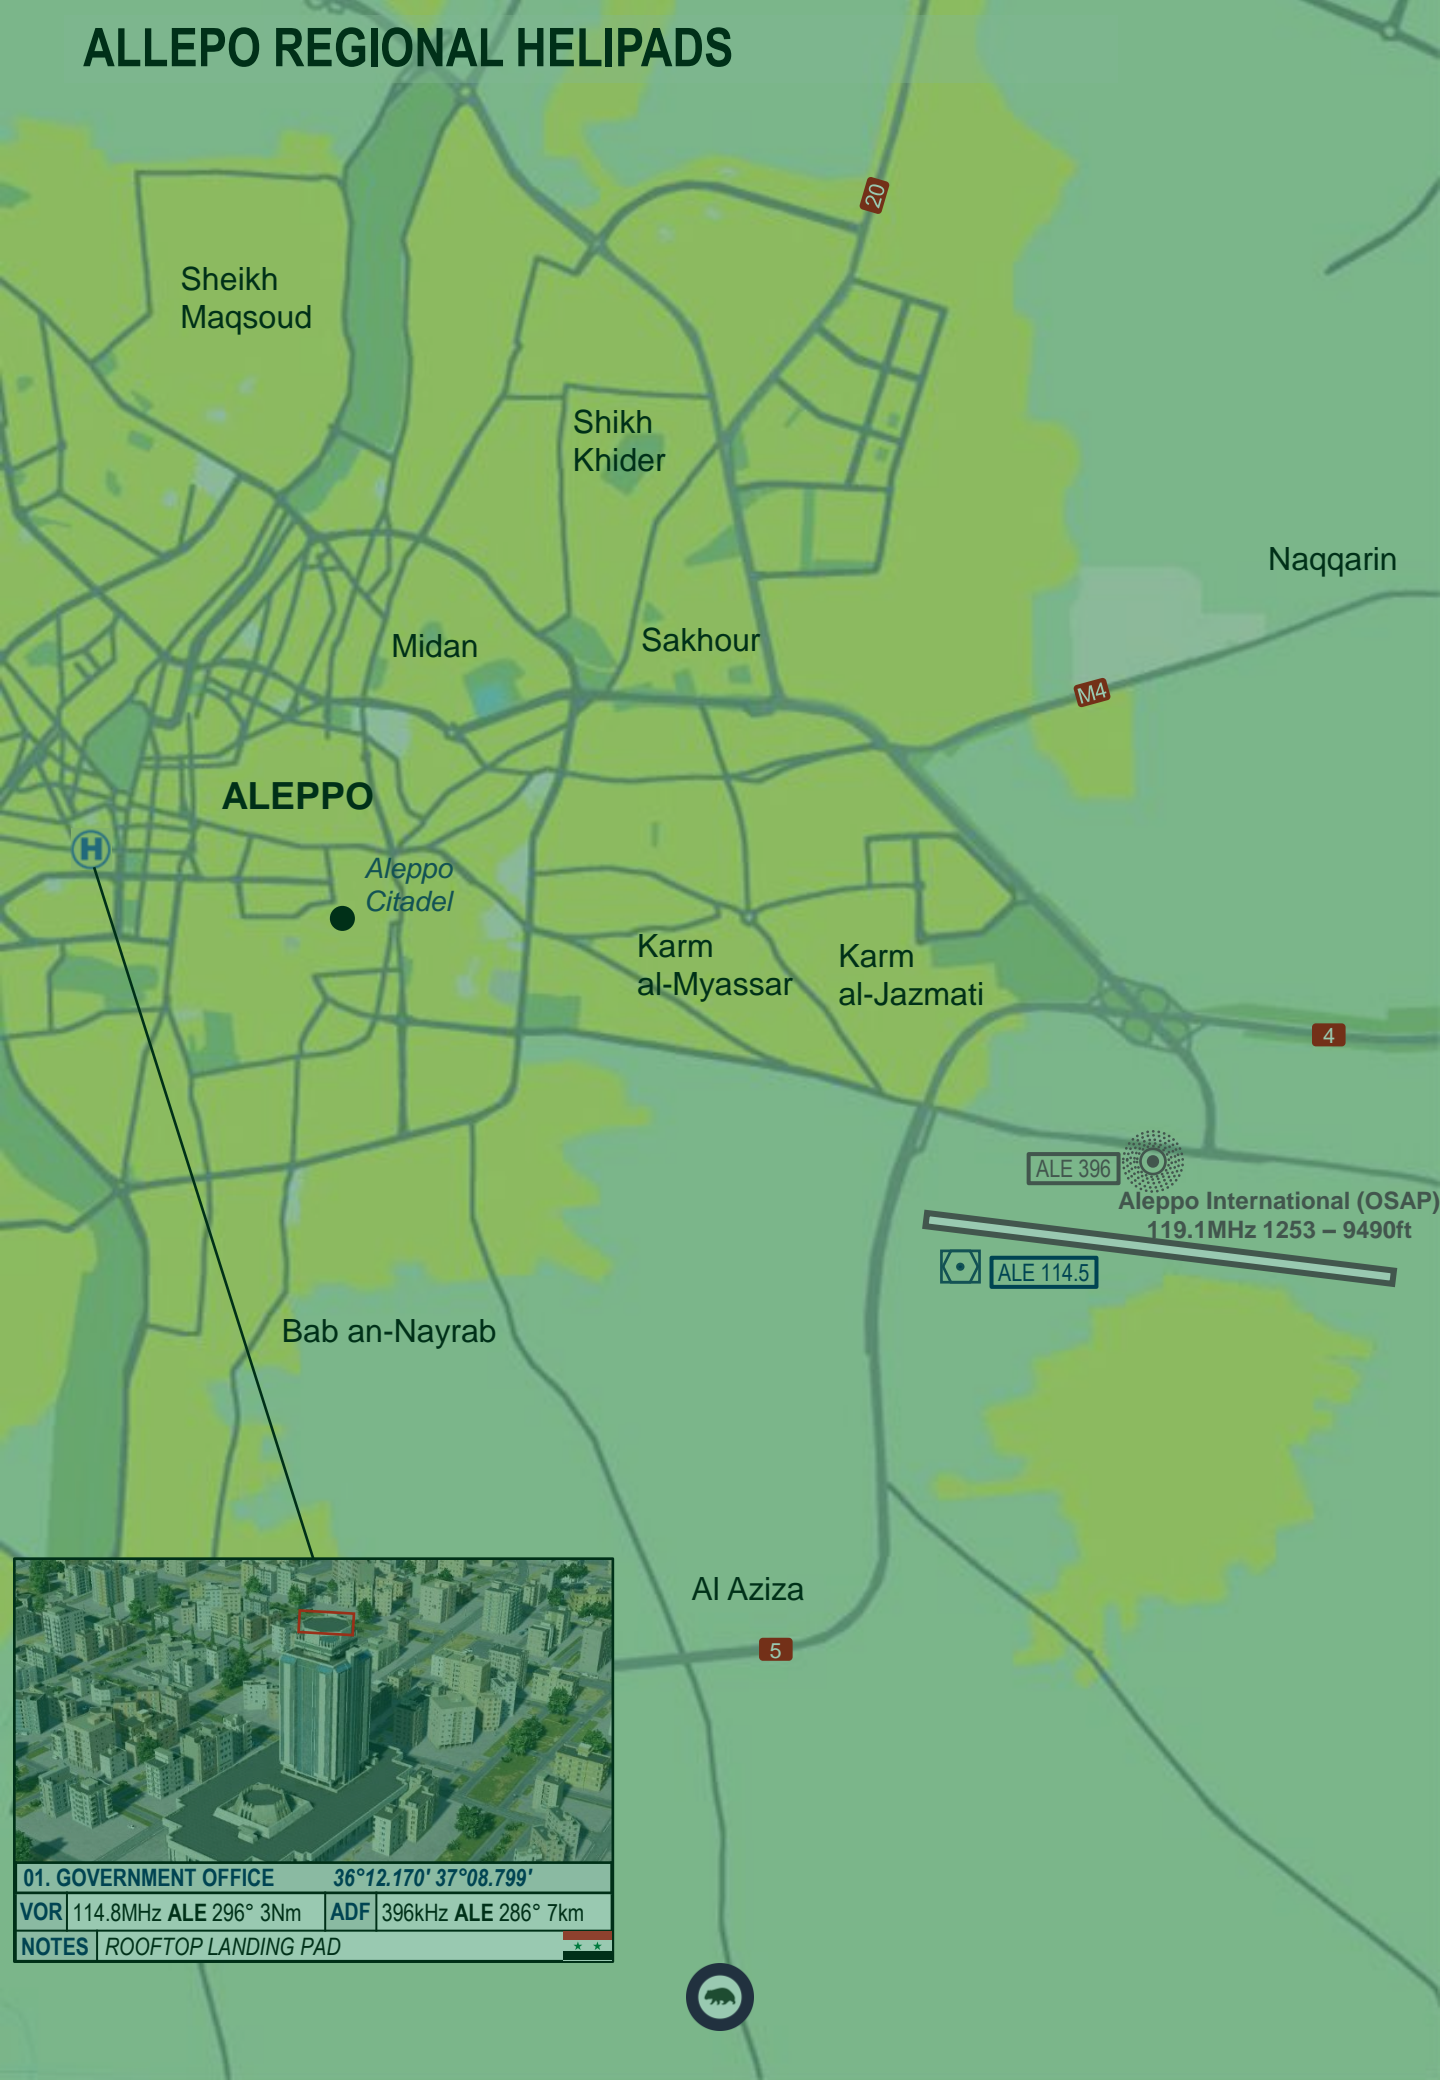 ALLEPO REGIONAL HELIPADS
20
Sheikh
Maqsoud
Shikh
Khider
Naqqarin
Midan
Sakhour
M4
ALEPPO
H
Aleppo
Citadel
Karm
al-Myassar
Karm
al-Jazmati
4
ALE 396
Aleppo International (OSAP)
119.1MHz 1253 – 9490ft
ALE 114.5
Bab an-Nayrab
Al Aziza
5
01. GOVERNMENT OFFICE 36°12.170' 37°08.799'
VOR 114.8MHz ALE 296° 3Nm ADF 396kHz ALE 286° 7km
NOTES ROOFTOP LANDING PAD